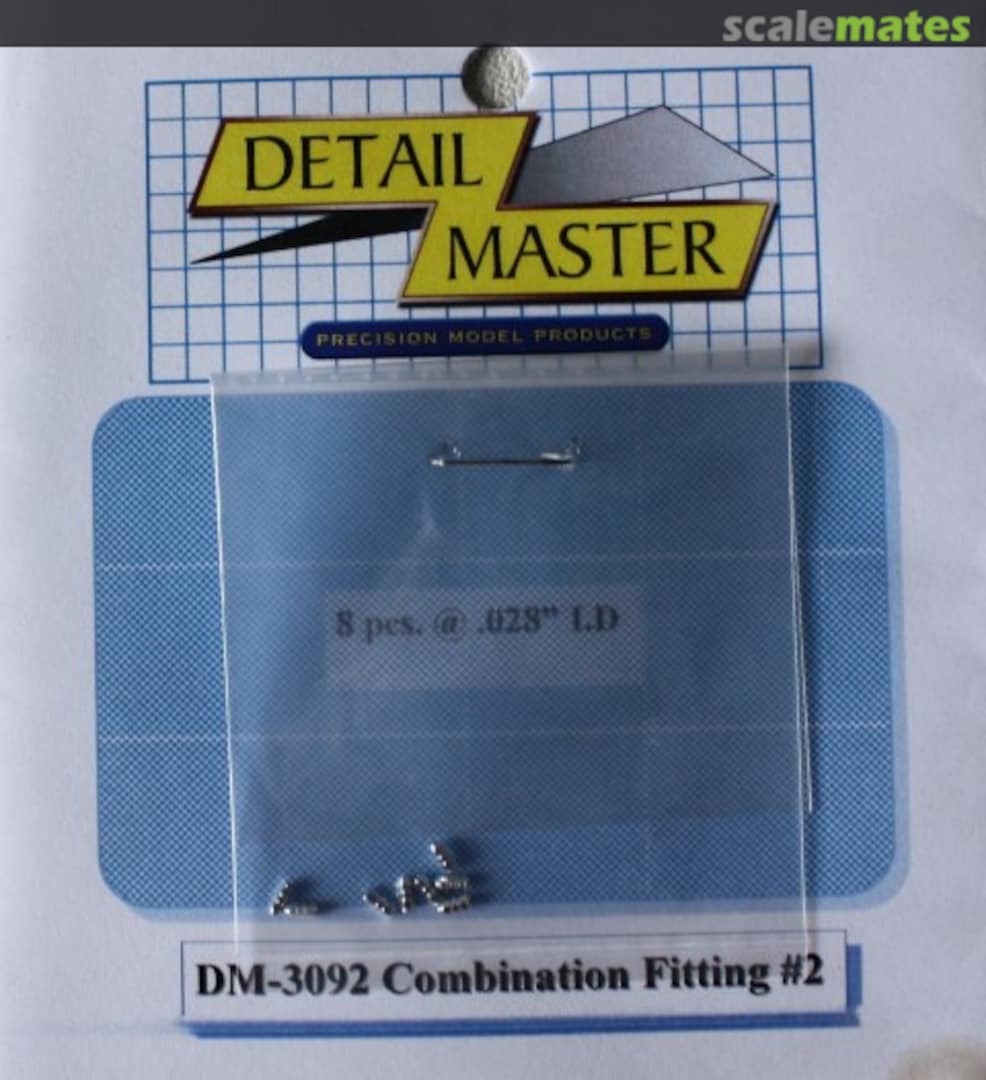 scalemates
DETAIL
MASTER
PRECISION MODEL PRODUCTS
8 pcs. @ .028” I.D
DM-3092 Combination Fitting #2